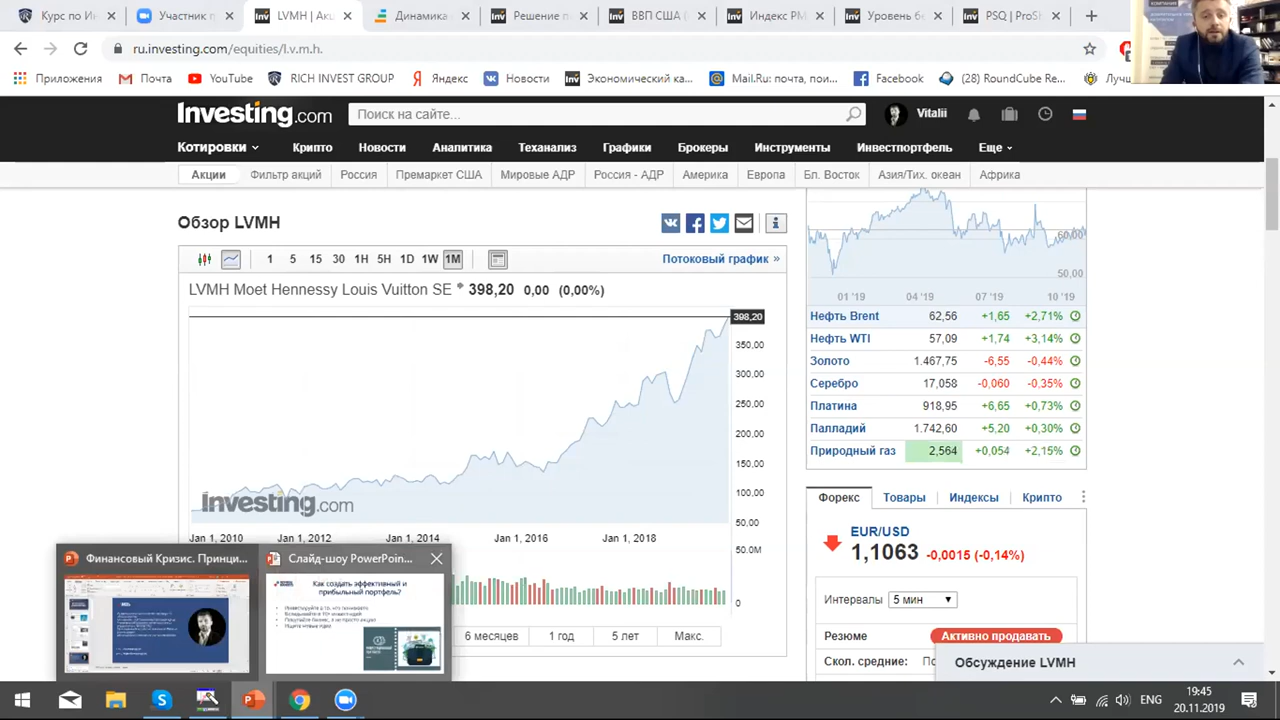 Курс по Ин
Участник п
LVMH | Акц
Динамика
Решение п
ВП США (
Индекс PM
PSQ | ProSh
ru.investing.com/equities/l.v.m.h.
Приложения
Почта
YouTube
RICH INVEST GROUP
Яндекс
Новости
Экономический ка...
Mail.Ru: почта, пои...
Facebook
(28) RoundCube Re...
Лучш
Investing.com
Поиск на сайте...
Vitalii
Котировки
Крипто
Новости
Аналитика
Теханализ
Графики
Брокеры
Инструменты
Инвестпортфель
Еще
Акции
Фильтр акций
Россия
Премаркет США
Мировые АДР
Россия - АДР
Америка
Европа
Бл. Восток
Азия/Тих. океан
Африка
Обзор LVMH
1 5 15 30 1H 5H 1D 1W 1M
Потоковый график »
LVMH Moet Hennessy Louis Vuitton SE 398,20 0,00 (0,00%)
398,20
350.00
300.00
250.00
200.00
150.00
100.00
50.00
Investing.com
Jan 1, 2010 Jan 1, 2012 Jan 1, 2014 Jan 1, 2016 Jan 1, 2018
50.0M
0
6 месяцев
1 год
5 лет
Макс.
60,00
50,00
01 '19 04 '19 07 '19 10 '19
Нефть Brent 62,56 +1,65 +2,71%
Нефть WTI 57,09 +1,74 +3,14%
Золото 1.467,75 -6,55 -0,44%
Серебро 17,058 -0,060 -0,35%
Платина 918,95 +6,65 +0,73%
Палладий 1.742,60 +5,20 +0,30%
Природный газ 2,564 +0,054 +2,15%
Форекс
Товары
Индексы
Крипто
EUR/USD
1,1063 -0,0015 (-0,14%)
Интервалы 5 мин
Резюме
Активно продавать
Скол. средние:
Обсуждение LVMH
Финансовый Кризис. Принци...
Слайд-шоу PowerPoin...
Как создать эффективный и
прибыльный портфель?
ENG
19:45
20.11.2019